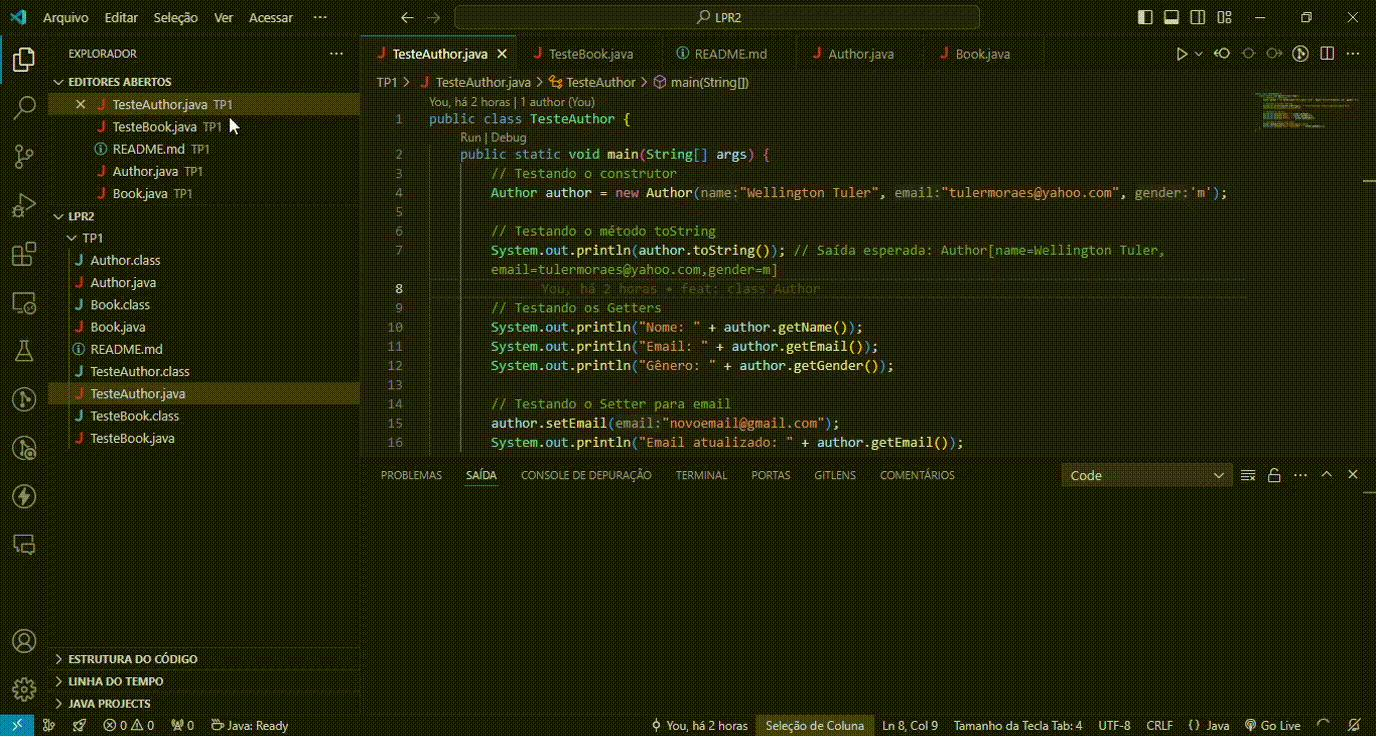 Arquivo Editar Seleção Ver Acessar ··· LPR2
EXPLORADOR ···
EDITORES ABERTOS
TesteAuthor.java TP1
TesteBook.java TP1
README.md TP1
Author.java TP1
Book.java TP1
LPR2
TP1
Author.class
Author.java
Book.class
Book.java
README.md
TesteAuthor.class
TesteAuthor.java
TesteBook.class
TesteBook.java
ESTRUTURA DO CÓDIGO
LINHA DO TEMPO
JAVA PROJECTS
TesteAuthor.java TesteBook.java README.md Author.java Book.java
TP1 > TesteAuthor.java > TesteAuthor > main(String[])
You, há 2 horas | 1 author (You)
1 public class TesteAuthor {
Run | Debug
2 public static void main(String[] args) {
3 // Testando o construtor
4 Author author = new Author(name:"Wellington Tuler", email:"tulermoraes@yahoo.com", gender:'m');
5
6 // Testando o método toString
7 System.out.println(author.toString()); // Saída esperada: Author[name=Wellington Tuler,
email=tulermoraes@yahoo.com,gender=m]
8 You, há 2 horas • feat: class Author
9 // Testando os Getters
10 System.out.println("Nome: " + author.getName());
11 System.out.println("Email: " + author.getEmail());
12 System.out.println("Gênero: " + author.getGender());
13
14 // Testando o Setter para email
15 author.setEmail(email:"novoemail@gmail.com");
16 System.out.println("Email atualizado: " + author.getEmail());
PROBLEMAS SAÍDA CONSOLE DE DEPURAÇÃO TERMINAL PORTAS GITLENS COMENTÁRIOS Code
0 0 0 Java: Ready You, há 2 horas Seleção de Coluna Ln 8, Col 9 Tamanho da Tecla Tab: 4 UTF-8 CRLF {} Java Go Live